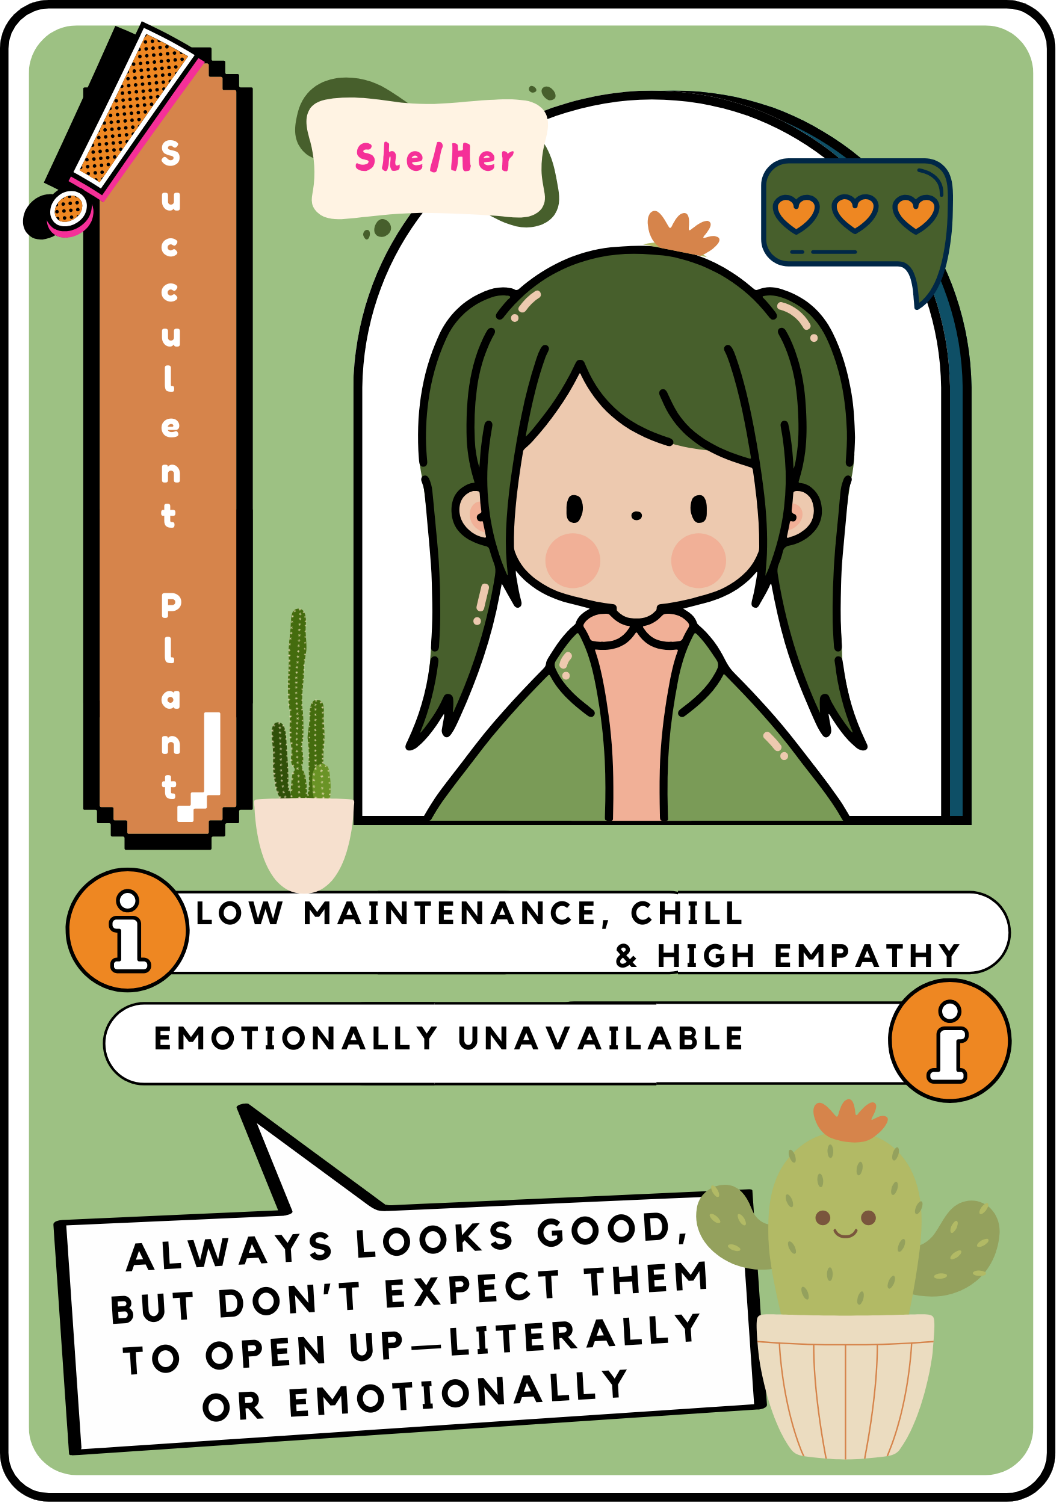 Succulent Plant
She/Her
LOW MAINTENANCE, CHILL
& HIGH EMPATHY
EMOTIONALLY UNAVAILABLE
ALWAYS LOOKS GOOD,
BUT DON'T EXPECT THEM
TO OPEN UP—LITERALLY
OR EMOTIONALLY